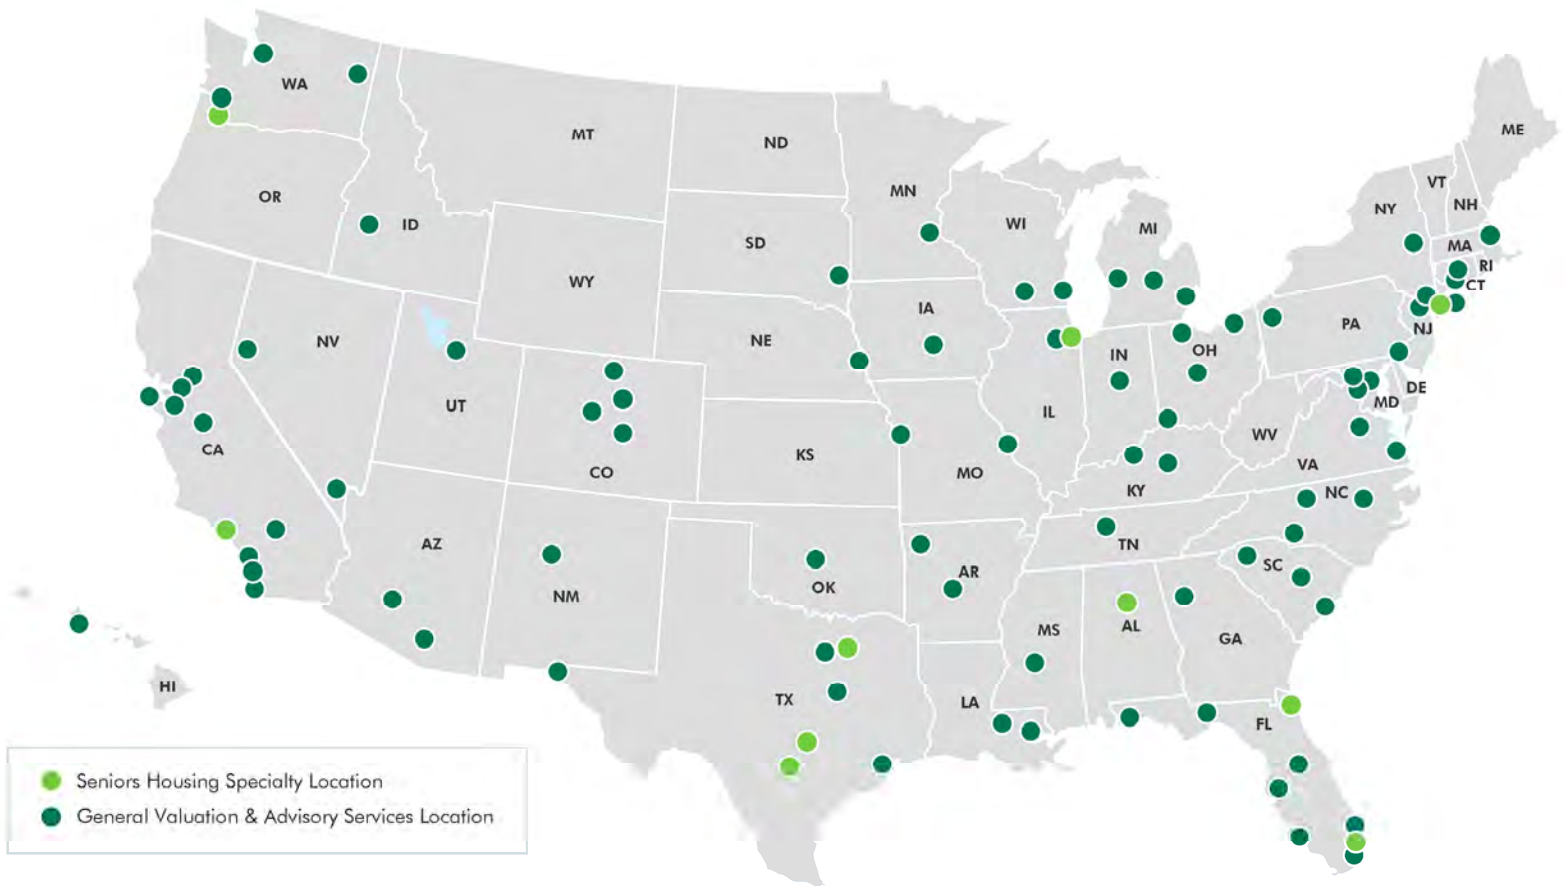 WA
MT
ND
ME
OR
ID
MN
VT
NH
NY
WI
MI
SD
MA
RI
CT
WY
IA
NV
NE
PA
NJ
OH
IN
UT
DE
MD
IL
CA
CO
KS
MO
WV
VA
KY
NC
AZ
TN
NM
OK
AR
SC
MS
AL
GA
HI
TX
LA
FL
Seniors Housing Specialty Location
General Valuation & Advisory Services Location